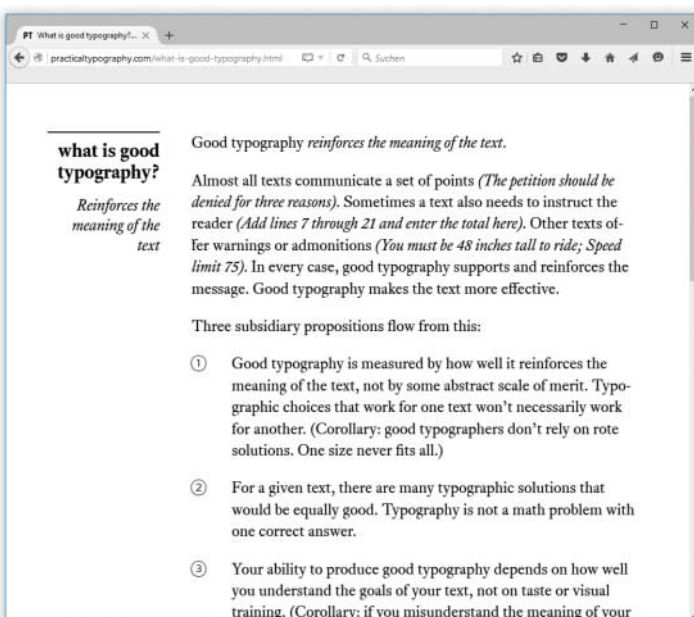 PT What is good typography?...
practicaltypography.com/what-is-good-typography.html
Suchen
what is good
typography?
Reinforces the
meaning of the
text
Good typography reinforces the meaning of the text.
Almost all texts communicate a set of points (The petition should be
denied for three reasons). Sometimes a text also needs to instruct the
reader (Add lines 7 through 21 and enter the total here). Other texts of-
fer warnings or admonitions (You must be 48 inches tall to ride; Speed
limit 75). In every case, good typography supports and reinforces the
message. Good typography makes the text more effective.
Three subsidiary propositions flow from this:
① Good typography is measured by how well it reinforces the
meaning of the text, not by some abstract scale of merit. Typo-
graphic choices that work for one text won’t necessarily work
for another. (Corollary: good typographers don’t rely on rote
solutions. One size never fits all.)
② For a given text, there are many typographic solutions that
would be equally good. Typography is not a math problem with
one correct answer.
③ Your ability to produce good typography depends on how well
you understand the goals of your text, not on taste or visual
training. (Corollary: if you misunderstand the meaning of your